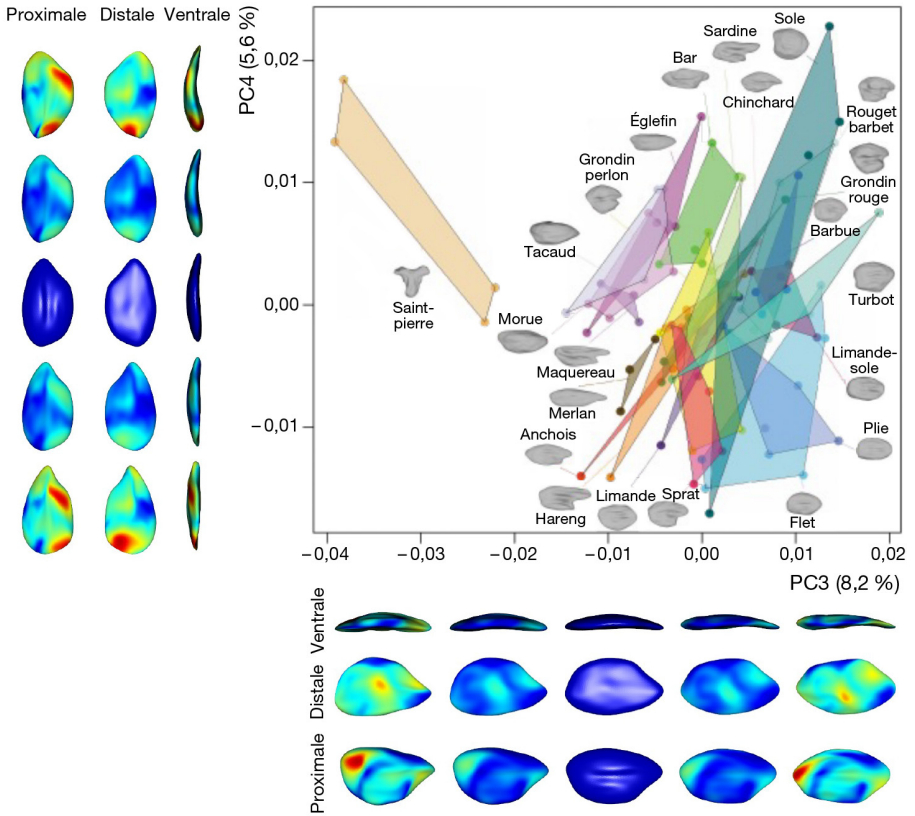 Proximale Distale Ventrale
PC4 (5,6 %)
0,02
0,01
0,00
−0,01
Sole
Sardine
Bar
Chinchard
Rouget
barbet
Églefin
Grondin
perlon
Grondin
rouge
Barbue
Tacaud
Saint-
pierre
Turbot
Morue
Maquereau
Limande-
sole
Merlan
Anchois
Plie
Hareng
Limande
Sprat
Flet
−0,04
−0,03
−0,02
−0,01
0,00
0,01
0,02
PC3 (8,2 %)
Ventrale
Distale
Proximale